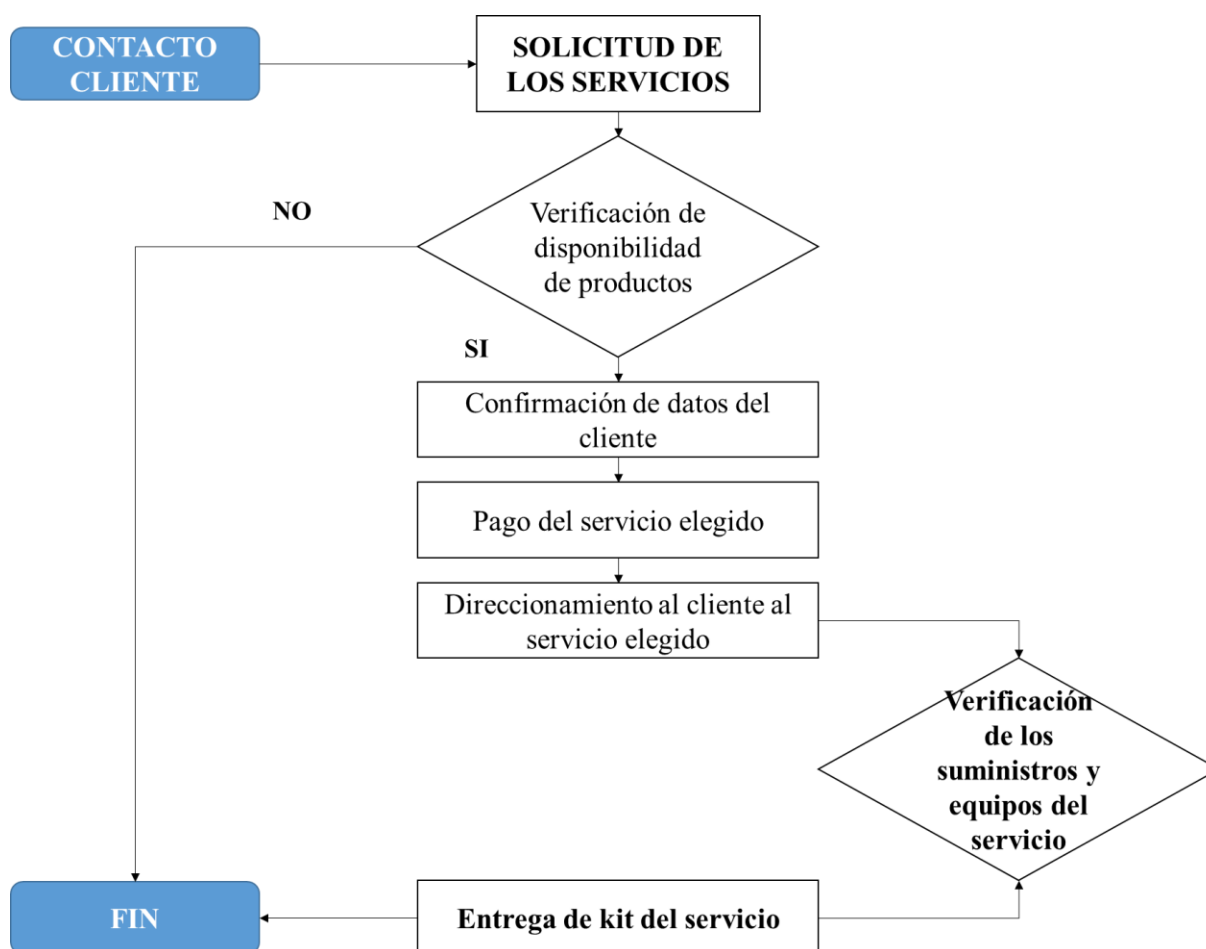 CONTACTO
CLIENTE
SOLICITUD DE
LOS SERVICIOS
NO
Verificación de
disponibilidad
de productos
SI
Confirmación de datos del
cliente
Pago del servicio elegido
Direccionamiento al cliente al
servicio elegido
Verificación
de los
suministros y
equipos del
servicio
FIN
Entrega de kit del servicio